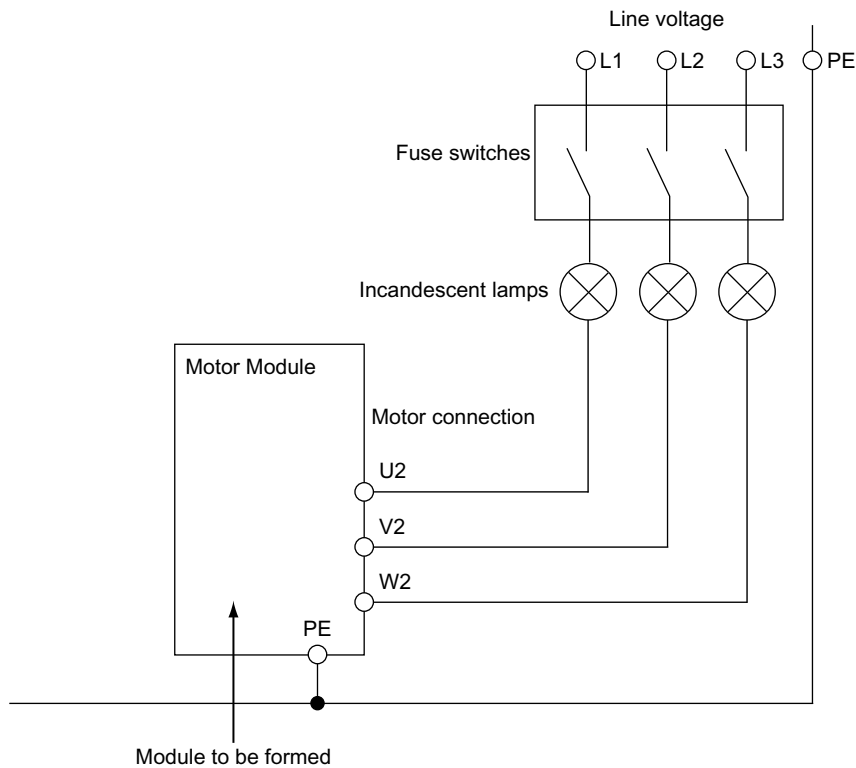 Line voltage
L1
L2
L3
PE
Fuse switches
Incandescent lamps
Motor Module
Motor connection
U2
V2
W2
PE
Module to be formed